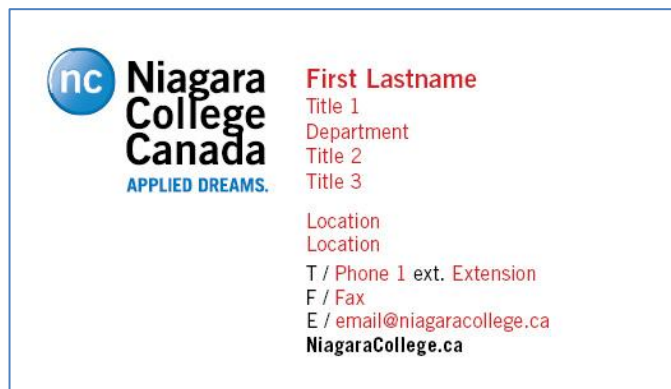 nc
Niagara
College
Canada
APPLIED DREAMS.
First Lastname
Title 1
Department
Title 2
Title 3
Location
Location
T / Phone 1 ext. Extension
F / Fax
E / email@niagaracollege.ca
NiagaraCollege.ca